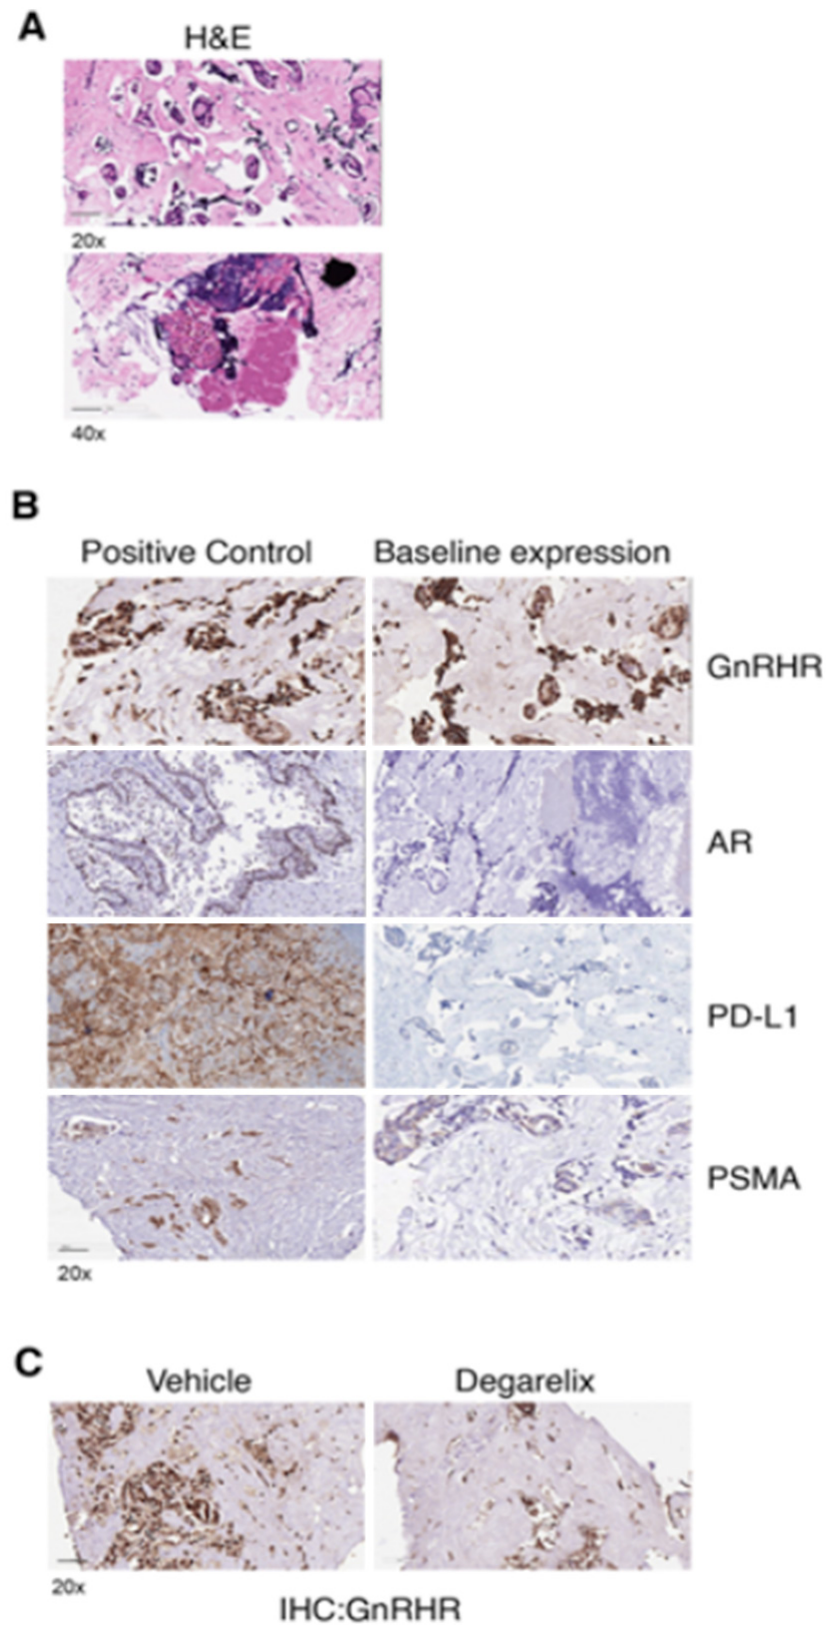 A
H&E
20x
40x
B
Positive Control
Baseline expression
GnRHR
AR
PD-L1
PSMA
20x
C
Vehicle
Degarelix
20x
IHC:GnRHR